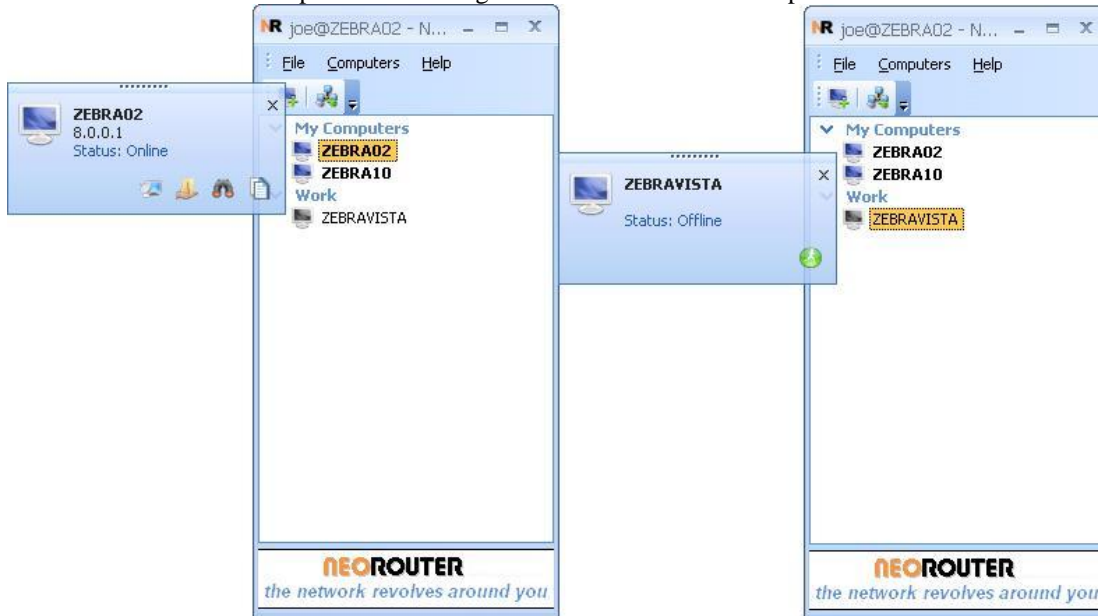 joe@ZEBRA02 - N...
File Computers Help
ZEBRA02
8.0.0.1
Status: Online
My Computers
ZEBRA02
ZEBRA10
Work
ZEBRAVISTA
NEOROUTER
the network revolves around you
ZEBRAVISTA
Status: Offline
joe@ZEBRA02 - N...
File Computers Help
My Computers
ZEBRA02
ZEBRA10
Work
ZEBRAVISTA
NEOROUTER
the network revolves around you